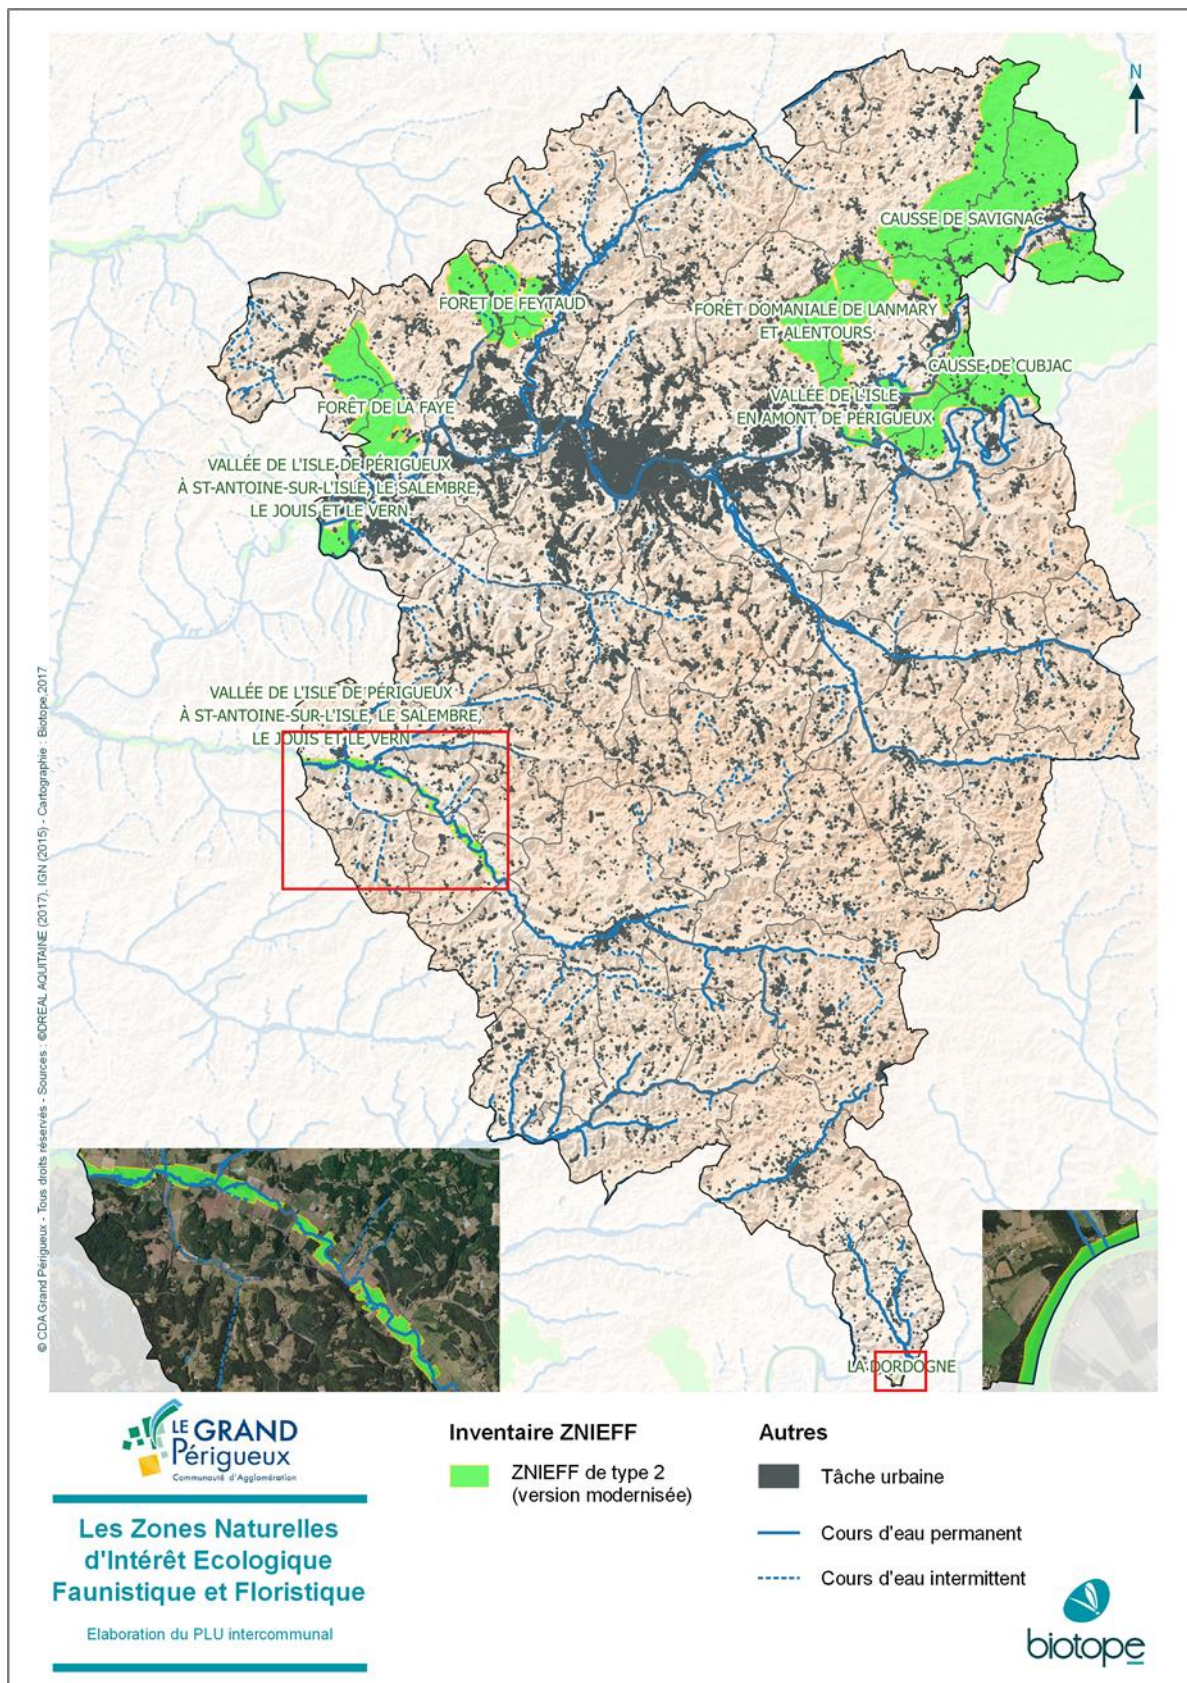 N
CAUSSE DE SAVIGNAC
FORET DE FEYTAUD
FORÊT DOMANIALE DE LANMARY
ET ALENTOURS
CAUSSE DE CUBJAC
VALLÉE DE L'ISLE
EN AMONT DE PÉRIGUEUX
FORÊT DE LA FAYE
VALLÉE DE L'ISLE DE PÉRIGUEUX
À ST-ANTOINE-SUR-L'ISLE, LE SALEMBRE,
LE JOUIS ET LE VERN
VALLÉE DE L'ISLE DE PÉRIGUEUX
À ST-ANTOINE-SUR-L'ISLE, LE SALEMBRE,
LE JOUIS ET LE VERN
LA DORDOGNE
© CDA Grand Périgueux - Tous droits réservés - Sources : ©DREAL AQUITAINE (2017), IGN (2015) - Cartographie : Biotope,2017
LE GRAND
Périgueux
Communauté d'Agglomération
Les Zones Naturelles
d'Intérêt Ecologique
Faunistique et Floristique
Elaboration du PLU intercommunal
Inventaire ZNIEFF
ZNIEFF de type 2
(version modernisée)
Autres
Tâche urbaine
Cours d'eau permanent
Cours d'eau intermittent
biotope